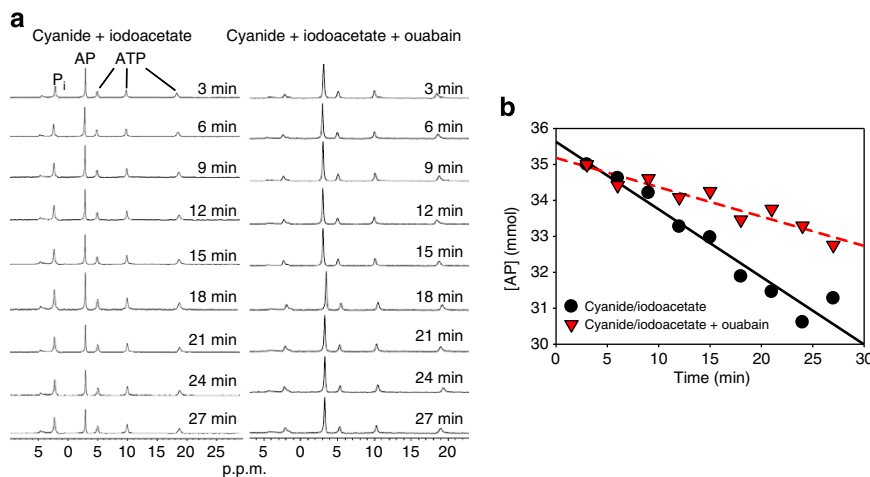 a
Cyanide + iodoacetate
Cyanide + iodoacetate + ouabain
Pi
AP
ATP
3 min
6 min
9 min
12 min
15 min
18 min
21 min
24 min
27 min
5 0 5 10 15 20 25
3 min
6 min
9 min
12 min
15 min
18 min
21 min
24 min
27 min
5 0 5 10 15 20
p.p.m.
b
[AP] (mmol)
36
35
34
33
32
31
30
Cyanide/iodoacetate
Cyanide/iodoacetate + ouabain
0 5 10 15 20 25 30
Time (min)